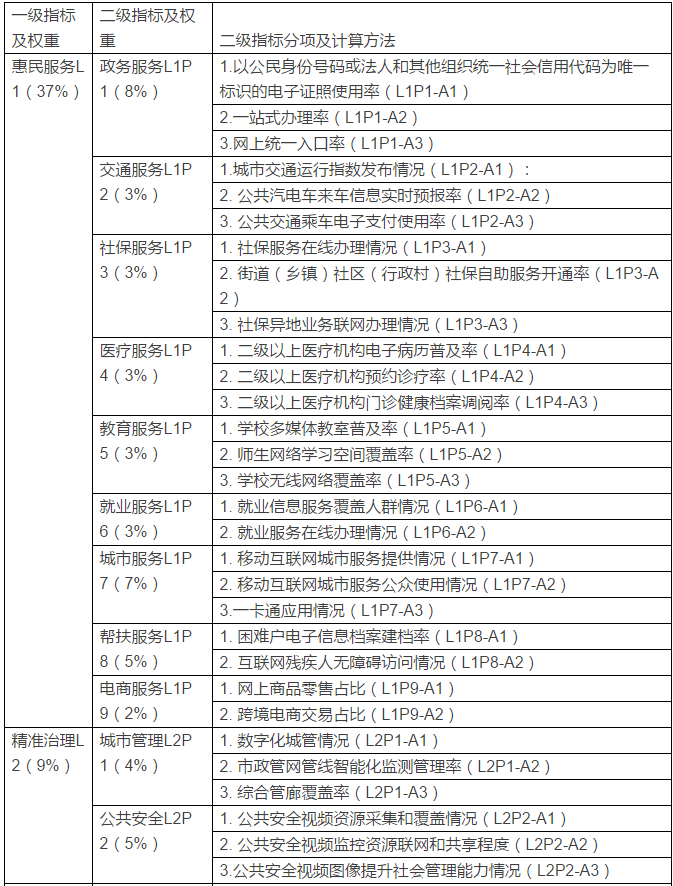 一级指标
及权重
二级指标及权
重
二级指标分项及计算方法
惠民服务L
1（37%）
政务服务L1P
1（8%）
1.以公民身份号码或法人和其他组织统一社会信用代码为唯一
标识的电子证照使用率（L1P1-A1）
2.一站式办理率（L1P1-A2）
3.网上统一入口率（L1P1-A3）
交通服务L1P
2（3%）
1.城市交通运行指数发布情况（L1P2-A1）：
2. 公共汽电车来车信息实时预报率（L1P2-A2）
3. 公共交通乘车电子支付使用率（L1P2-A3）
社保服务L1P
3（3%）
1. 社保服务在线办理情况（L1P3-A1）
2. 街道（乡镇）社区（行政村）社保自助服务开通率（L1P3-A
2）
3. 社保异地业务联网办理情况（L1P3-A3）
医疗服务L1P
4（3%）
1. 二级以上医疗机构电子病历普及率（L1P4-A1）
2. 二级以上医疗机构预约诊疗率（L1P4-A2）
3. 二级以上医疗机构门诊健康档案调阅率（L1P4-A3）
教育服务L1P
5（3%）
1. 学校多媒体教室普及率（L1P5-A1）
2. 师生网络学习空间覆盖率（L1P5-A2）
3. 学校无线网络覆盖率（L1P5-A3）
就业服务L1P
6（3%）
1. 就业信息服务覆盖人群情况（L1P6-A1）
2. 就业服务在线办理情况（L1P6-A2）
城市服务L1P
7（7%）
1. 移动互联网城市服务提供情况（L1P7-A1）
2. 移动互联网城市服务公众使用情况（L1P7-A2）
3.一卡通应用情况（L1P7-A3）
帮扶服务L1P
8（5%）
1. 困难户电子信息档案建档率（L1P8-A1）
2. 互联网残疾人无障碍访问情况（L1P8-A2）
电商服务L1P
9（2%）
1. 网上商品零售占比（L1P9-A1）
2. 跨境电商交易占比（L1P9-A2）
精准治理L
2（9%）
城市管理L2P
1（4%）
1. 数字化城管情况（L2P1-A1）
2. 市政管网管线智能化监测管理率（L2P1-A2）
3. 综合管廊覆盖率（L2P1-A3）
公共安全L2P
2（5%）
1. 公共安全视频资源采集和覆盖情况（L2P2-A1）
2. 公共安全视频监控资源联网和共享程度（L2P2-A2）
3.公共安全视频图像提升社会管理能力情况（L2P2-A3）